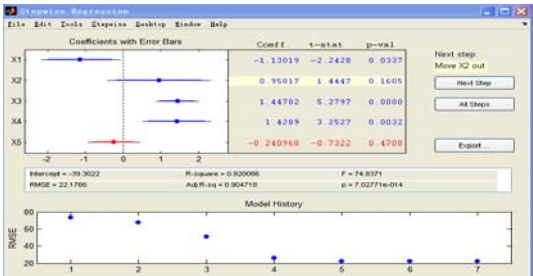 Stepwise Regression
File Edit Tools Stepwise Desktop Window Help
Coefficients with Error Bars
Coeff. t-stat p-val
X1 -1.13019 -2.2428 0.0337
X2 0.95817 1.4447 0.1605
X3 1.44782 5.2797 0.0000
X4 1.4289 3.2527 0.0032
X5 -0.240968 -0.7322 0.4708
-2 -1 0 1 2
Next step:
Move X2 out
Next Step
All Steps
Export ...
Intercept = -39.3022 R-square = 0.920086 F = 74.8371
RMSE = 22.1766 Adj R-sq = 0.904718 p = 7.02771e-014
Model History
RMSE
80
60
40
20
1 2 3 4 5 6 7